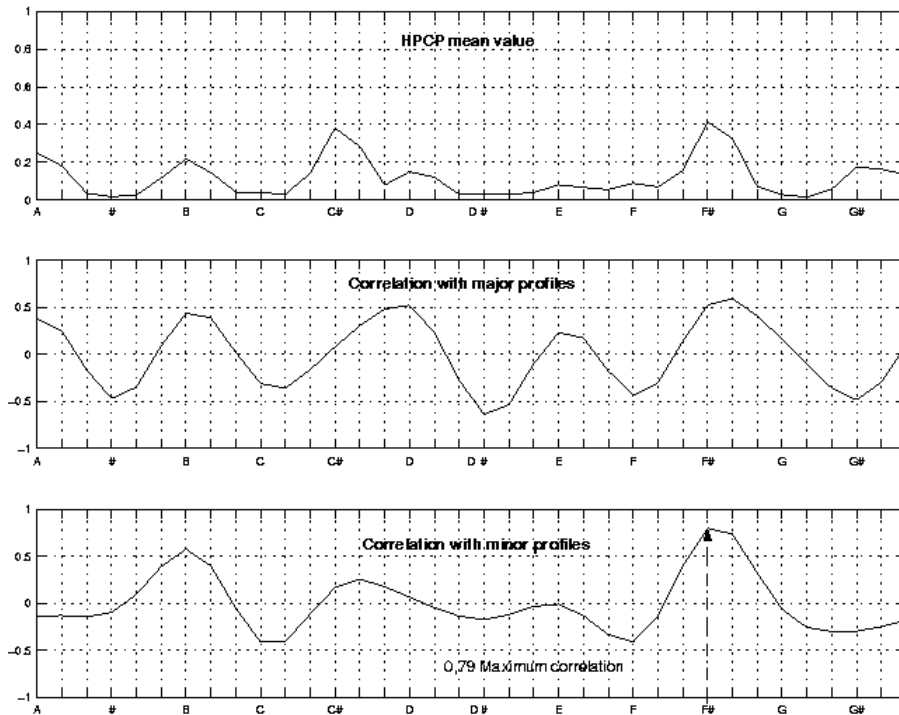 HPCP mean value
1
0.8
0.6
0.4
0.2
0
A # B C C# D D # E F F# G G#
Correlation with major profiles
1
0.5
0
−0.5
−1
A # B C C# D D # E F F# G G#
Correlation with minor profiles
1
0.5
0
−0.5
−1
0,79 Maximum correlation
A # B C C# D D # E F F# G G#